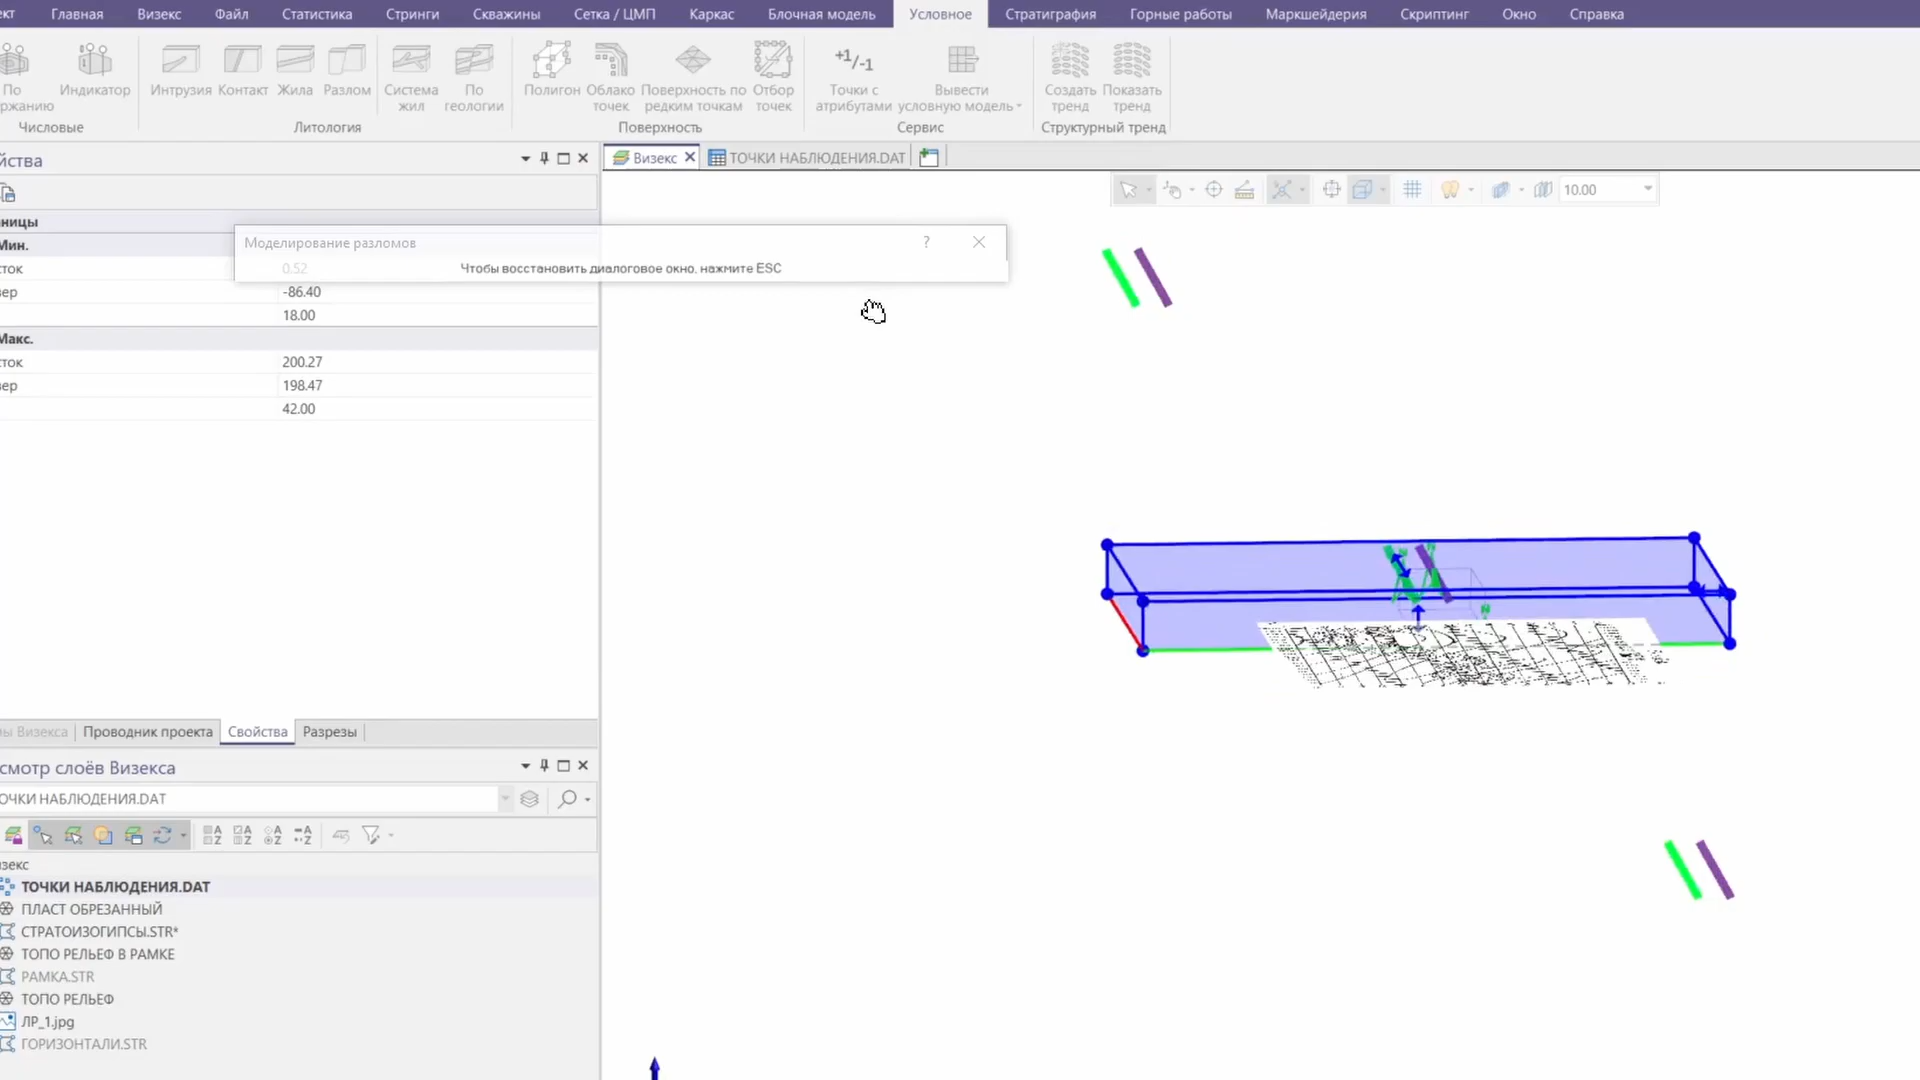 Главная Визекс Файл Статистика Стринги Скважины Сетка / ЦМП Каркас Блочная модель Условное Стратиграфия Горные работы Маркшейдерия Скриптинг Окно Справка
По
ржанию
Индикатор
Числовые
Интрузия Контакт Жила Разлом
Система
жил
По
геологии
Литология
Полигон
Облако
точек
Поверхность по
редким точкам
Отбор
точек
Поверхность
+1/-1
Точки с
атрибутами
Вывести
условную модель
Сервис
Создать
тренд
Показать
тренд
Структурный тренд
йства
Визекс
ТОЧКИ НАБЛЮДЕНИЯ.DAT
10.00
ницы
Мин.
сток 0.52
вер -86.40
18.00
Макс.
сток 200.27
вер 198.47
42.00
Моделирование разломов ?
Чтобы восстановить диалоговое окно, нажмите ESC
ы Визекса Проводник проекта Свойства Разрезы
смотр слоёв Визекса
ОЧКИ НАБЛЮДЕНИЯ.DAT
A Z A Z A Z A Z
зекс
ТОЧКИ НАБЛЮДЕНИЯ.DAT
ПЛАСТ ОБРЕЗАННЫЙ
СТРАТОИЗОГИПСЫ.STR*
ТОПО РЕЛЬЕФ В РАМКЕ
РАМКА.STR
ТОПО РЕЛЬЕФ
ЛР_1.jpg
ГОРИЗОНТАЛИ.STR